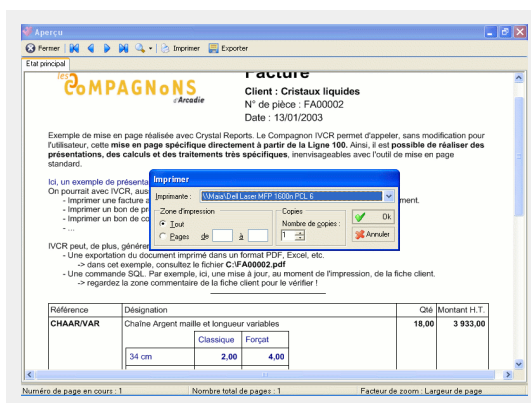 Aperçu
Fermer Imprimer Exporter
Etat principal
les
COMPAGNONS
d'Arcadie
Facture
Client : Cristaux liquides
N° de pièce : FA00002
Date : 13/01/2003
Exemple de mise en page réalisée avec Crystal Reports. Le Compagnon IVCR permet d'appeler, sans modification pour
l'utilisateur, cette mise en page spécifique directement à partir de la Ligne 100. Ainsi, il est possible de réaliser des
présentations, des calculs et des traitements très spécifiques, inenvisageables avec l'outil de mise en page
standard.
Ici, un exemple de présenta
On pourrait avec IVCR, aus
- Imprimer une facture a ment.
- Imprimer un bon de pr
- Imprimer un bon de co
- ...
Imprimer
Imprimante : \\Maia\Dell Laser MFP 1600n PCL 6
Zone d'impression
Tout
Pages de à
Copies
Nombre de copies :
1
Ok
Annuler
IVCR peut, de plus, générer
- Une exportation du document imprimé dans un format PDF, Excel, etc.
-> dans cet exemple, consultez le fichier C:\FA00002.pdf
- Une commande SQL. Par exemple, ici, une mise à jour, au moment de l'impression, de la fiche client.
-> regardez la zone commentaire de la fiche client pour le vérifier !
Référence Désignation Qté Montant H.T.
CHAAR/VAR Chaîne Argent maille et longueur variables 18,00 3 933,00
Classique Forçat
34 cm 2,00 4,00
Numéro de page en cours : 1 Nombre total de pages : 1 Facteur de zoom : Largeur de page